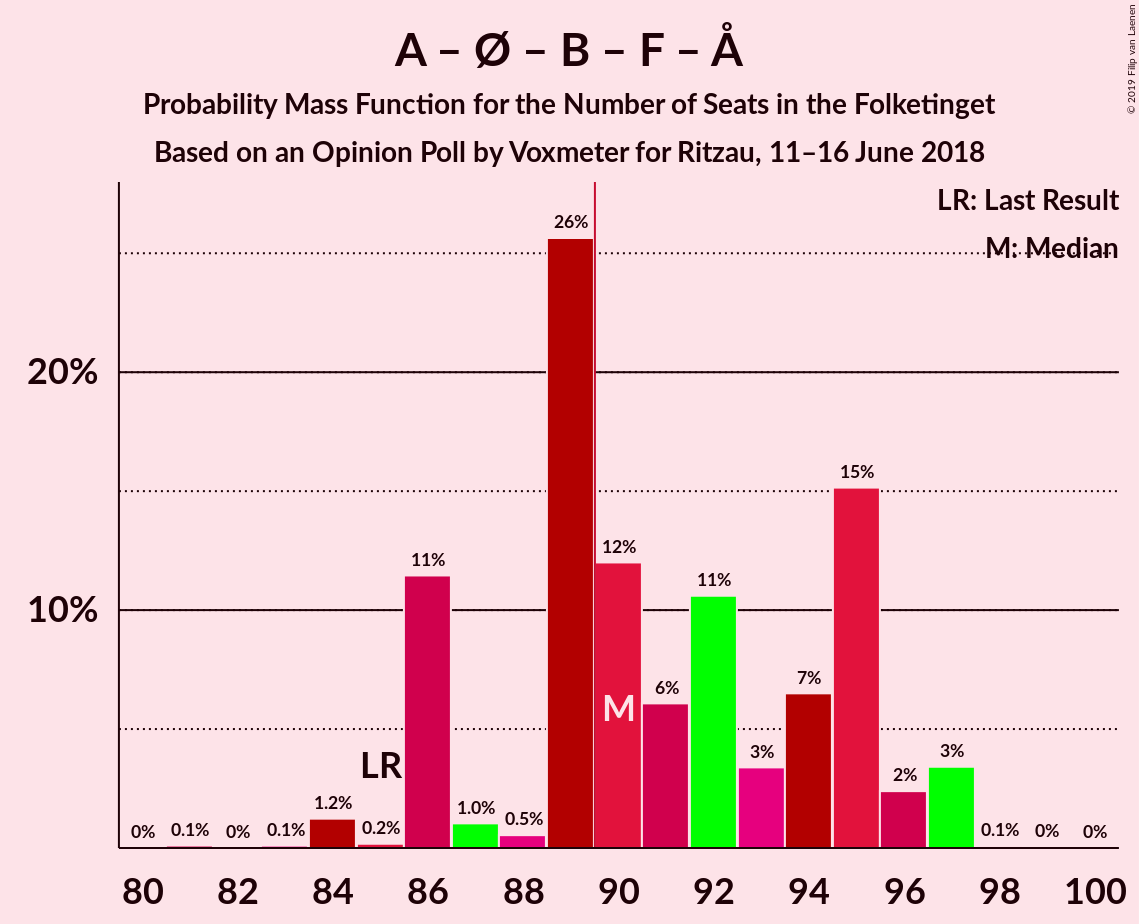 A – Ø – B – F – Å
Probability Mass Function for the Number of Seats in the Folketinget
Based on an Opinion Poll by Voxmeter for Ritzau, 11–16 June 2018
© 2019 Filip van Laenen
LR: Last Result
M: Median
20%
10%
0%
0.1%
0%
0.1%
1.2%
0.2%
LR
11%
1.0%
0.5%
26%
12%
M
6%
11%
3%
7%
15%
2%
3%
0.1%
0%
0%
80 82 84 86 88 90 92 94 96 98 100